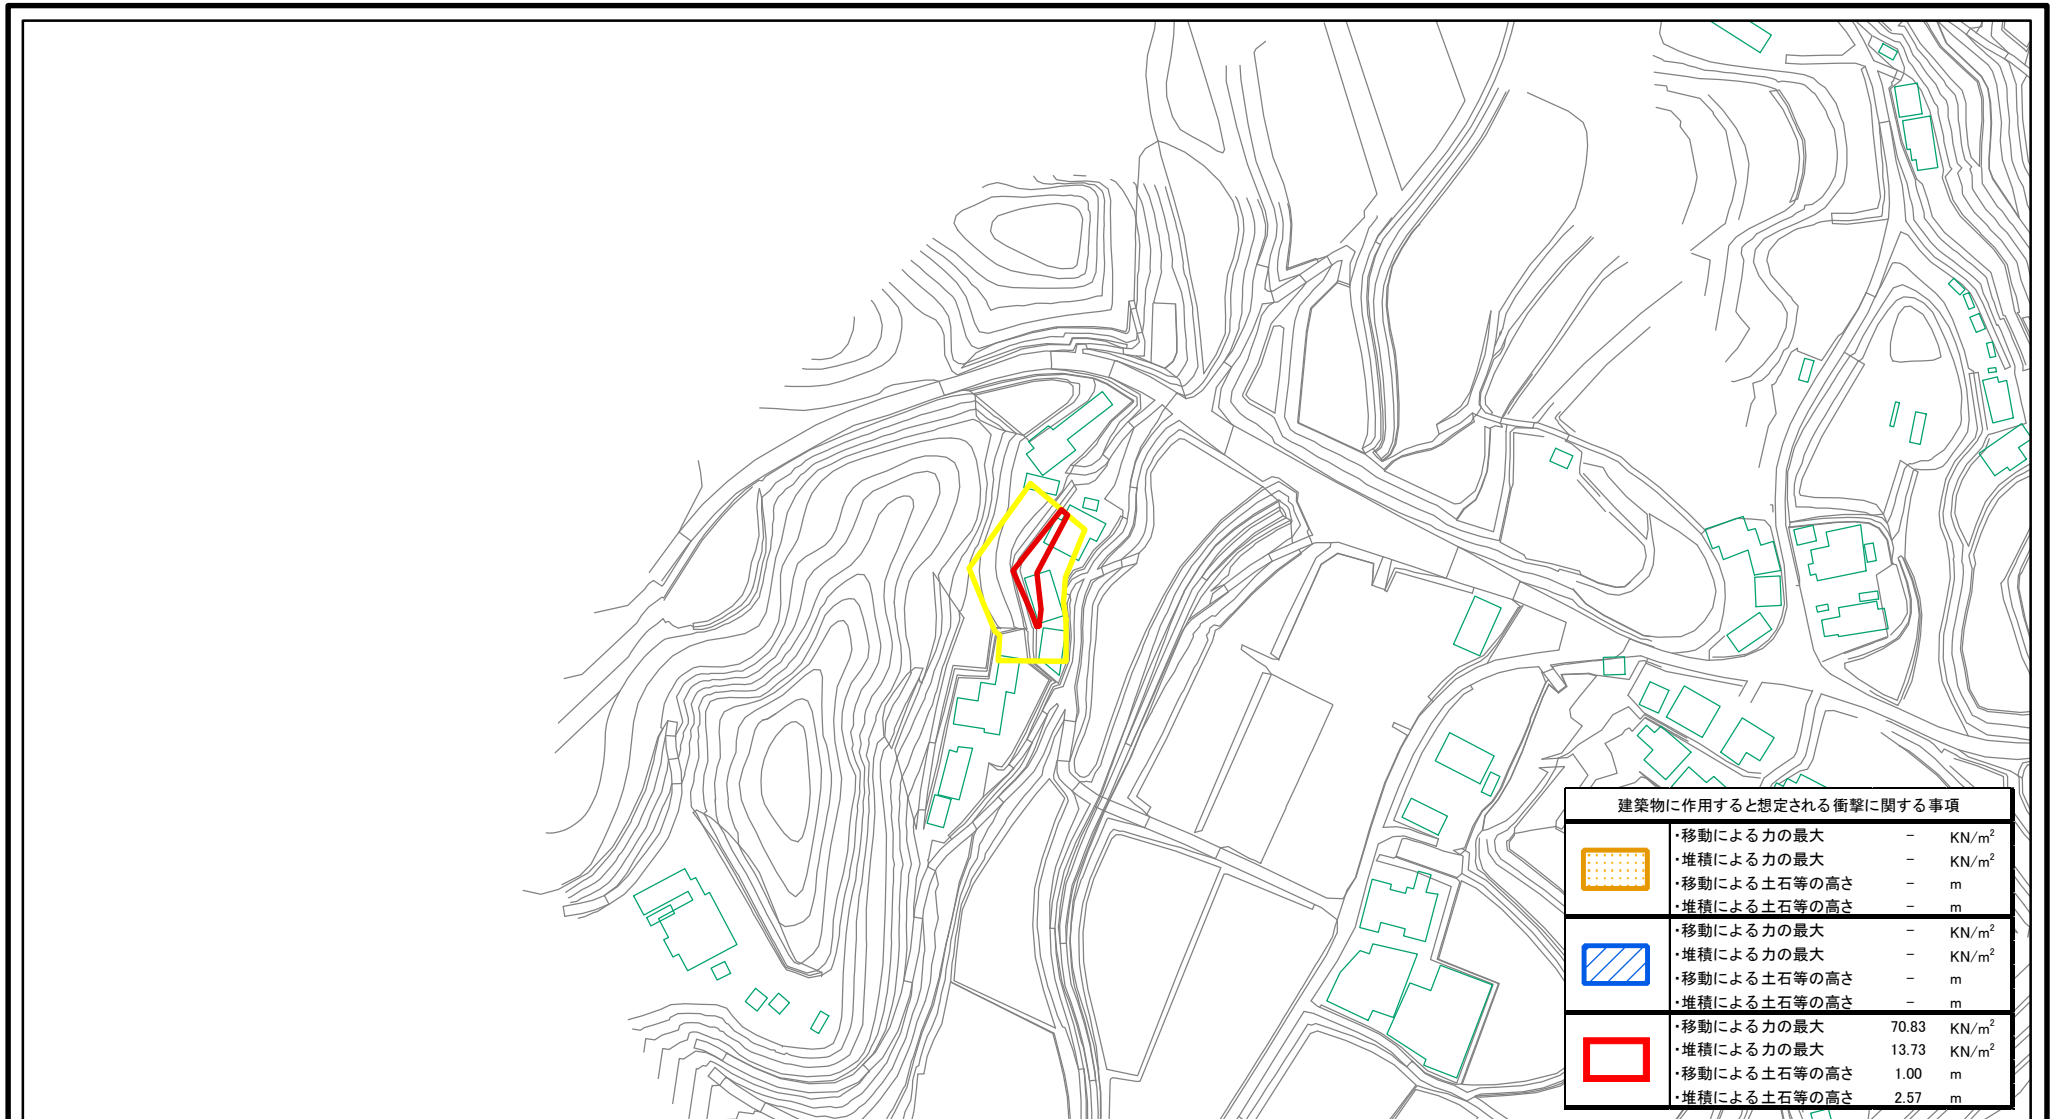 建築物に作用すると想定される衝撃に関する事項
・移動による力の最大 － KN/m²
・堆積による力の最大 － KN/m²
・移動による土石等の高さ － m
・堆積による土石等の高さ － m
・移動による力の最大 － KN/m²
・堆積による力の最大 － KN/m²
・移動による土石等の高さ － m
・堆積による土石等の高さ － m
・移動による力の最大 70.83 KN/m²
・堆積による力の最大 13.73 KN/m²
・移動による土石等の高さ 1.00 m
・堆積による土石等の高さ 2.57 m